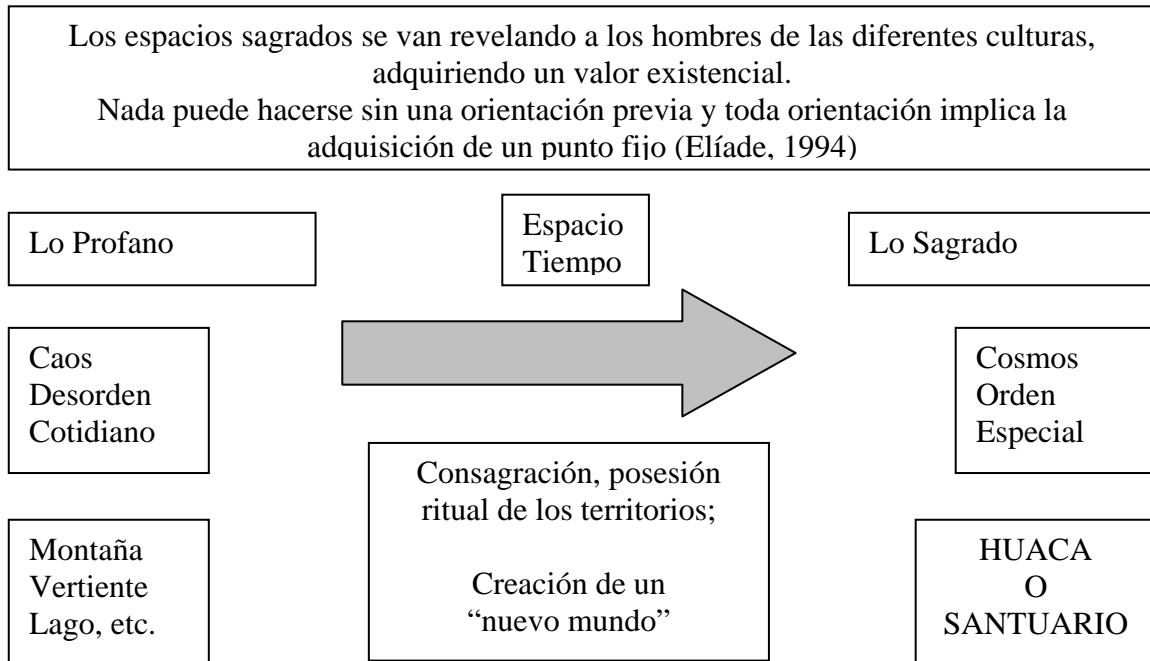 Los espacios sagrados se van revelando a los hombres de las diferentes culturas,
adquiriendo un valor existencial.
Nada puede hacerse sin una orientación previa y toda orientación implica la
adquisición de un punto fijo (Elíade, 1994)
Lo Profano
Espacio
Tiempo
Lo Sagrado
Caos
Desorden
Cotidiano
Cosmos
Orden
Especial
Consagración, posesión
ritual de los territorios;
Creación de un
“nuevo mundo”
Montaña
Vertiente
Lago, etc.
HUACA
O
SANTUARIO